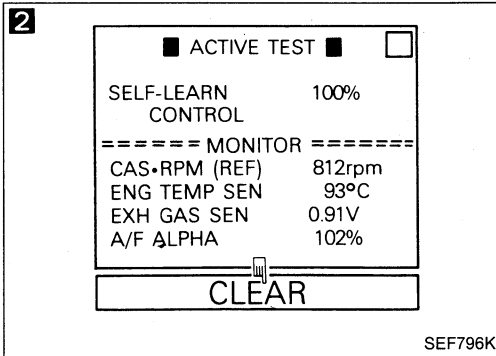 2
■ ACTIVE TEST ■
SELF-LEARN 100%
CONTROL
====== MONITOR =======
CAS•RPM (REF) 812rpm
ENG TEMP SEN 93°C
EXH GAS SEN 0.91V
A/F ALPHA 102%
CLEAR
SEF796K